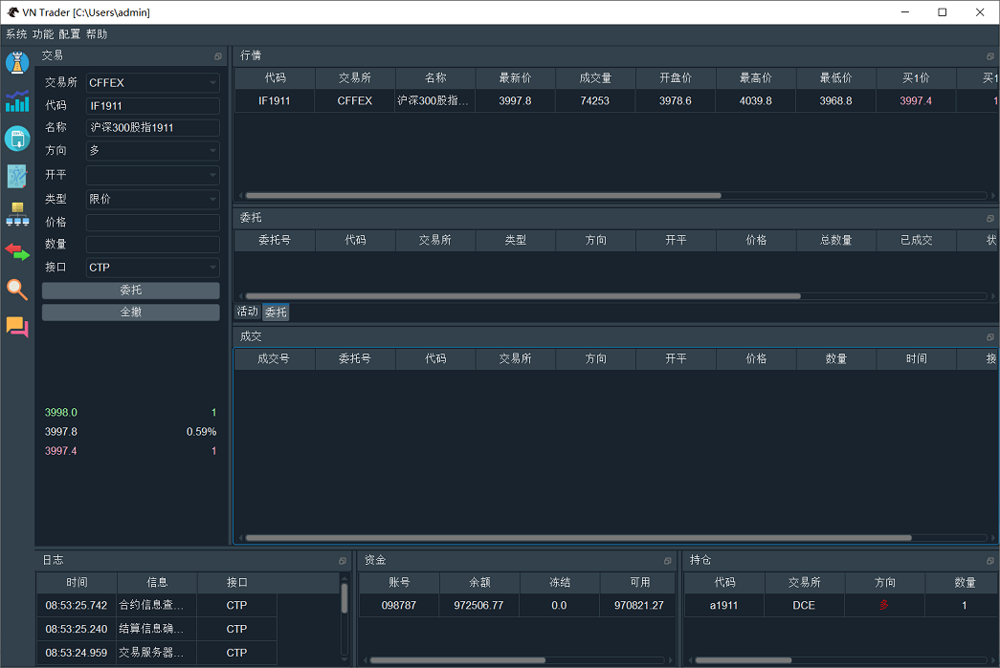 VN Trader [C:\Users\admin]
系统 功能 配置 帮助
交易
交易所 CFFEX
代码 IF1911
名称 沪深300股指1911
方向 多
开平
类型 限价
价格
数量
接口 CTP
委托
全撤
3998.0 1
3997.8 0.59%
3997.4 1
行情
代码 交易所 名称 最新价 成交量 开盘价 最高价 最低价 买1价 买1
IF1911 CFFEX 沪深300股指... 3997.8 74253 3978.6 4039.8 3968.8 3997.4 1
委托
委托号 代码 交易所 类型 方向 开平 价格 总数量 已成交 状
活动 委托
成交
成交号 委托号 代码 交易所 方向 开平 价格 数量 时间 接
日志
时间 信息 接口
08:53:25.742 合约信息查... CTP
08:53:25.240 结算信息确... CTP
08:53:24.959 交易服务器... CTP
资金
账号 余额 冻结 可用
098787 972506.77 0.0 970821.27
持仓
代码 交易所 方向 数量
a1911 DCE 多 1